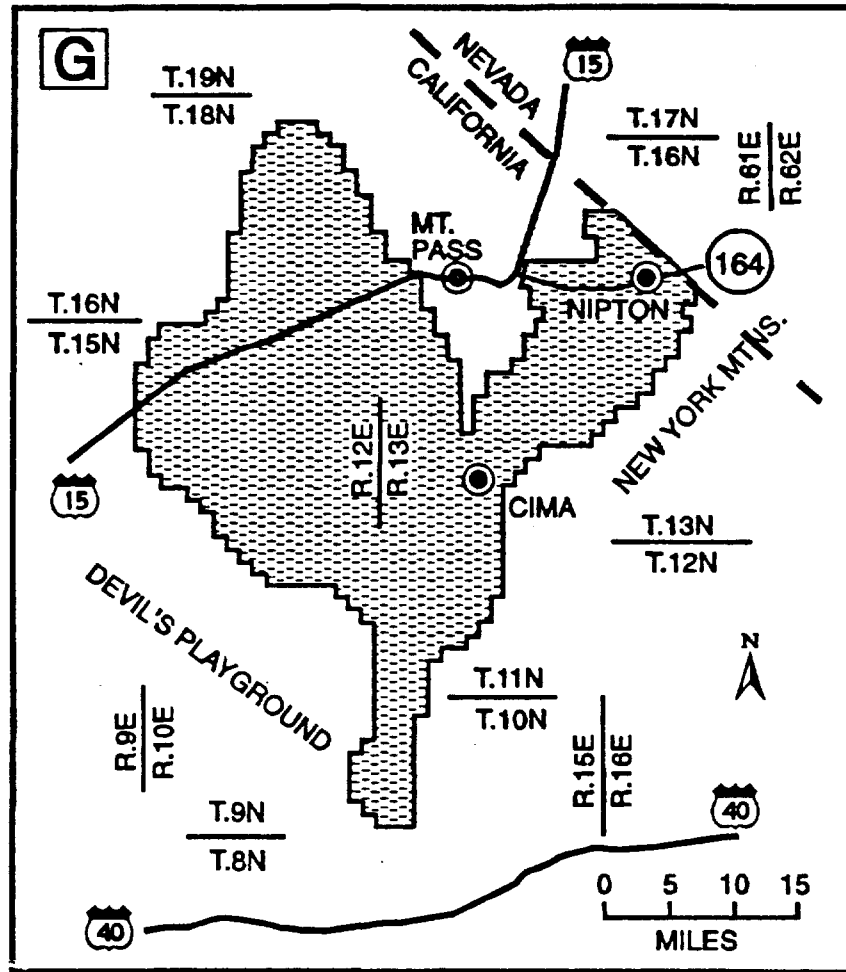 G
T.19N
T.18N
NEVADA
CALIFORNIA
15
T.17N
T.16N
R.61E
R.62E
MT.
PASS
164
NIPTON
T.16N
T.15N
NEW YORK MTNS.
R.12E
R.13E
15
CIMA
T.13N
T.12N
DEVIL'S PLAYGROUND
N
T.11N
T.10N
R.9E
R.10E
R.15E
R.16E
T.9N
T.8N
40
40
0 5 10 15
MILES